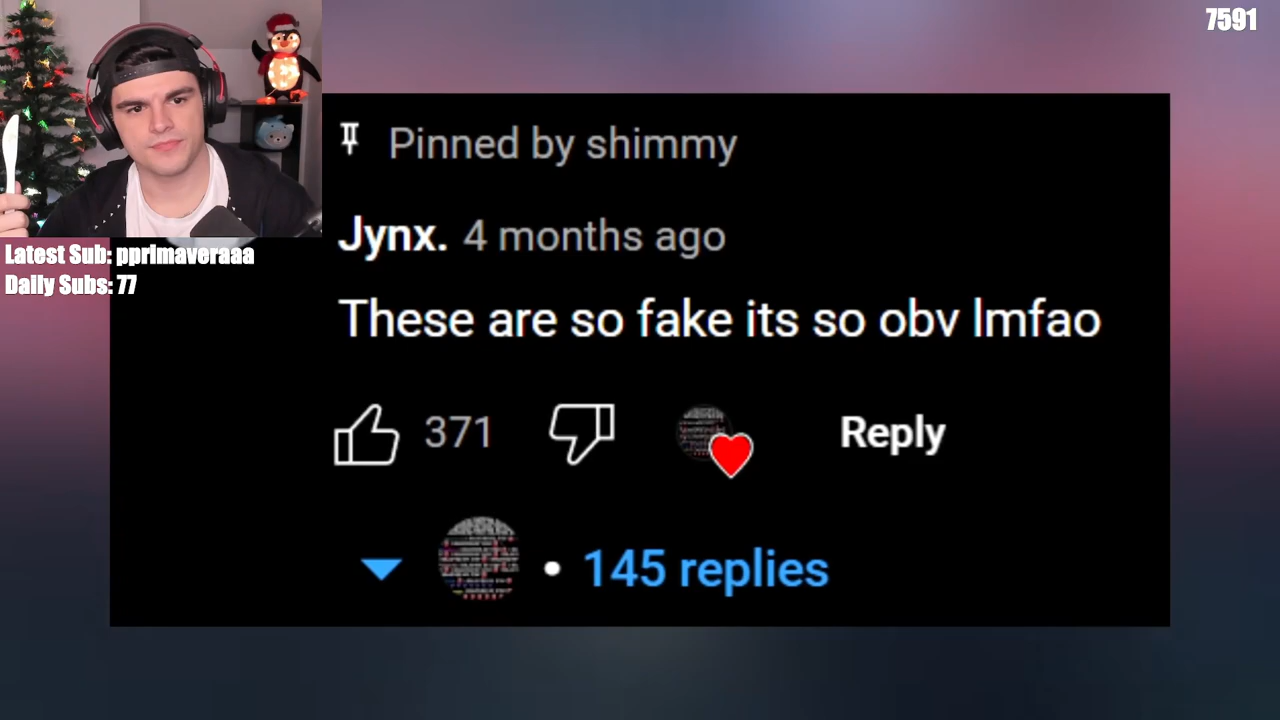 7591
Pinned by shimmy
Jynx. 4 months ago
Latest Sub: pprimaveraaa
Daily Subs: 77
These are so fake its so obv lmfao
371
Reply
• 145 replies